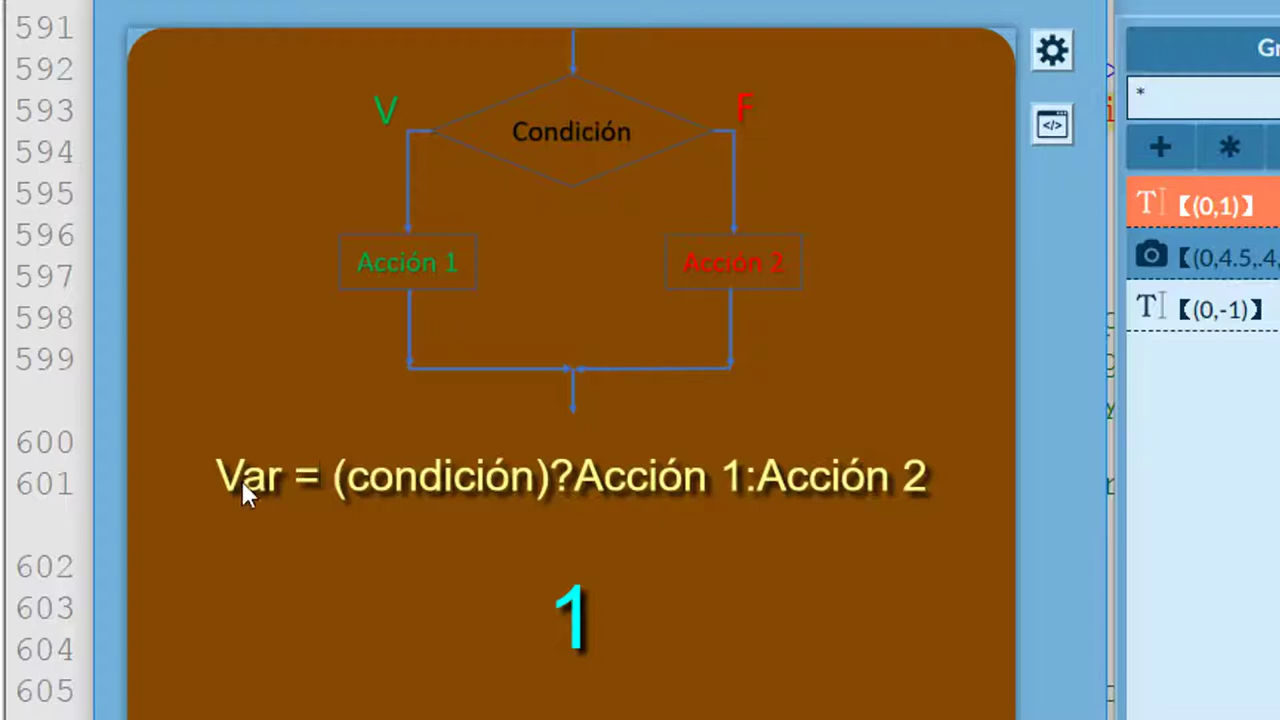 591
592
593
594
595
596
597
598
599
600
601
602
603
604
605
V
F
Condición
Acción 1
Acción 2
Var = (condición)?Acción 1:Acción 2
1
</>
*
+ *
T 【(0,1)】
【(0,4.5,.4,
T 【(0,-1)】